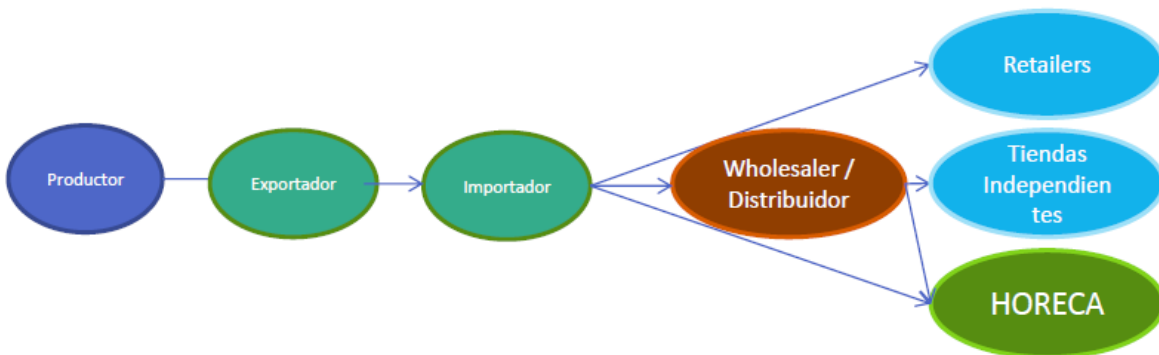 Productor
Exportador
Importador
Wholesaler /
Distribuidor
Retailers
Tiendas
Independien
tes
HORECA